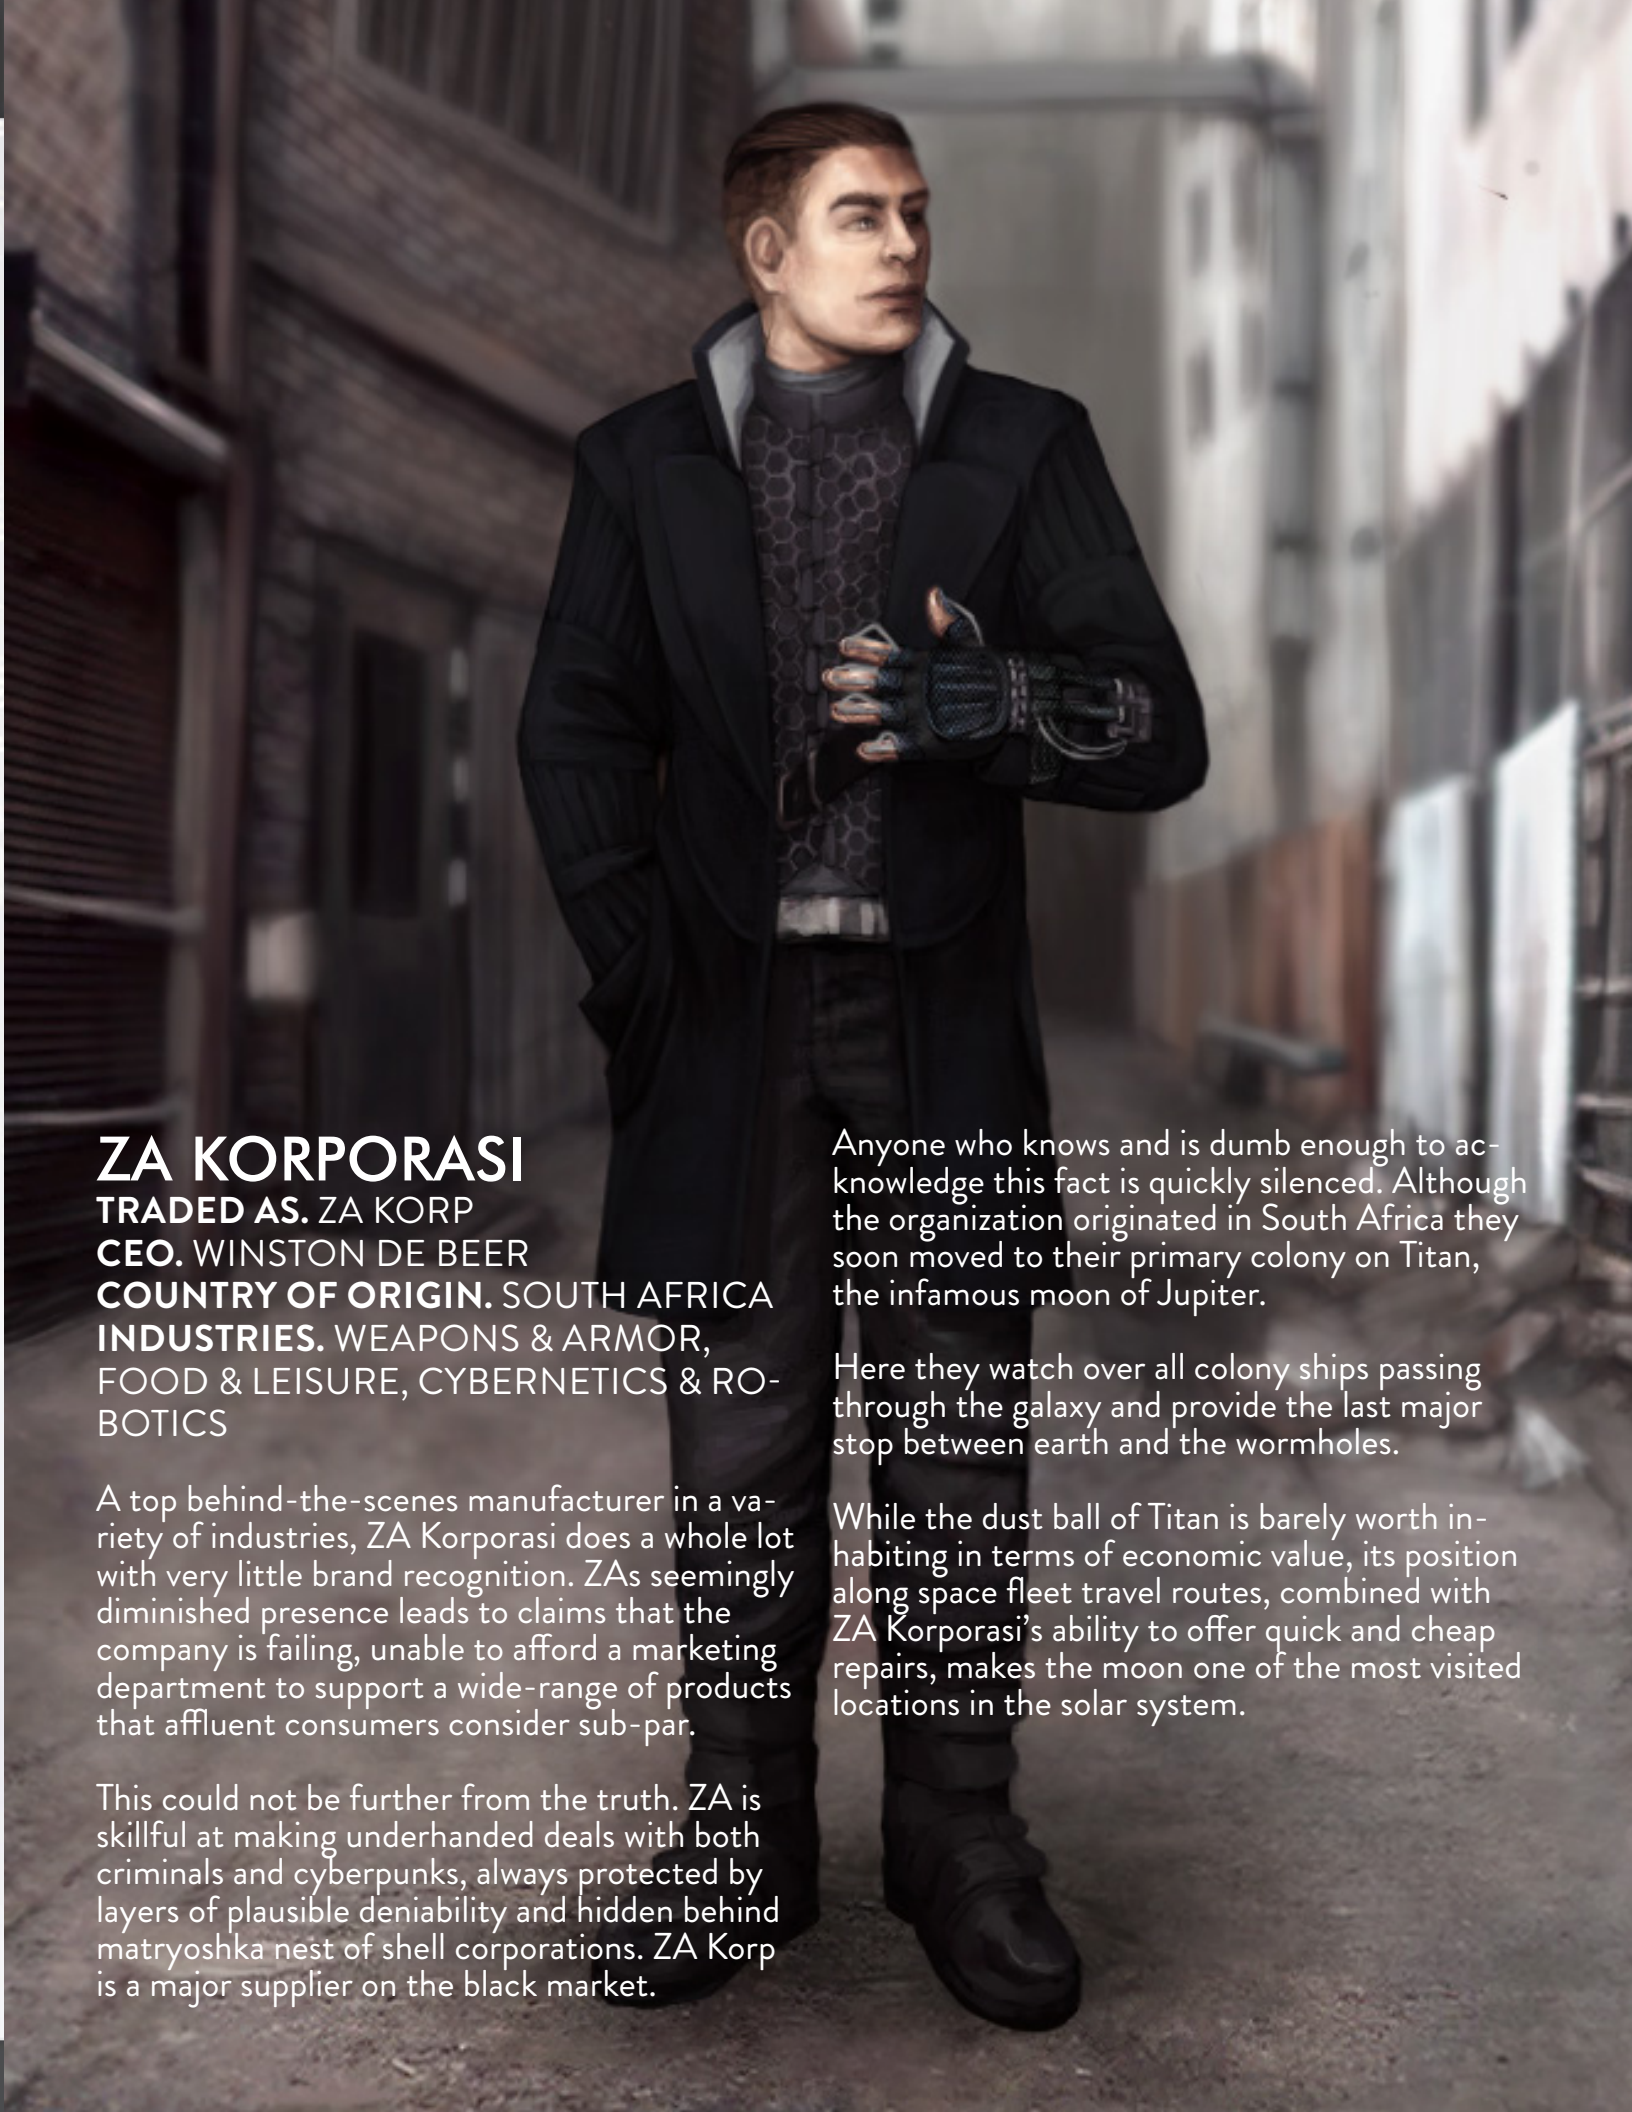 ZA KORPORASI
TRADED AS. ZA KORP
CEO. WINSTON DE BEER
COUNTRY OF ORIGIN. SOUTH AFRICA
INDUSTRIES. WEAPONS & ARMOR,
FOOD & LEISURE, CYBERNETICS & RO-
BOTICS
A top behind-the-scenes manufacturer in a va-
riety of industries, ZA Korporasi does a whole lot
with very little brand recognition. ZAs seemingly
diminished presence leads to claims that the
company is failing, unable to afford a marketing
department to support a wide-range of products
that affluent consumers consider sub-par.
This could not be further from the truth. ZA is
skillful at making underhanded deals with both
criminals and cyberpunks, always protected by
layers of plausible deniability and hidden behind
matryoshka nest of shell corporations. ZA Korp
is a major supplier on the black market.
Anyone who knows and is dumb enough to ac-
knowledge this fact is quickly silenced. Although
the organization originated in South Africa they
soon moved to their primary colony on Titan,
the infamous moon of Jupiter.
Here they watch over all colony ships passing
through the galaxy and provide the last major
stop between earth and the wormholes.
While the dust ball of Titan is barely worth in-
habiting in terms of economic value, its position
along space fleet travel routes, combined with
ZA Korporasi's ability to offer quick and cheap
repairs, makes the moon one of the most visited
locations in the solar system.